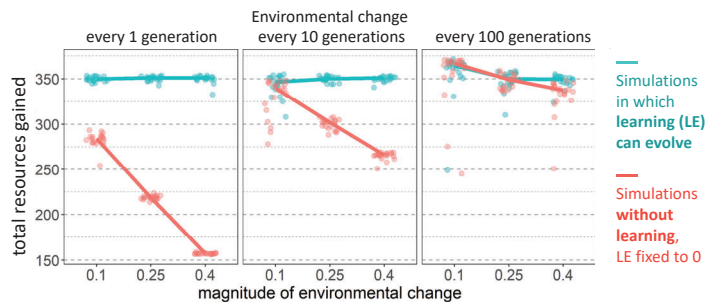 Environmental change
every 1 generation
every 10 generations
every 100 generations
total resources gained
350
300
250
200
150
0.1
0.25
0.4
0.1
0.25
0.4
0.1
0.25
0.4
magnitude of environmental change
Simulations
in which
learning (LE)
can evolve
Simulations
without
learning,
LE fixed to 0